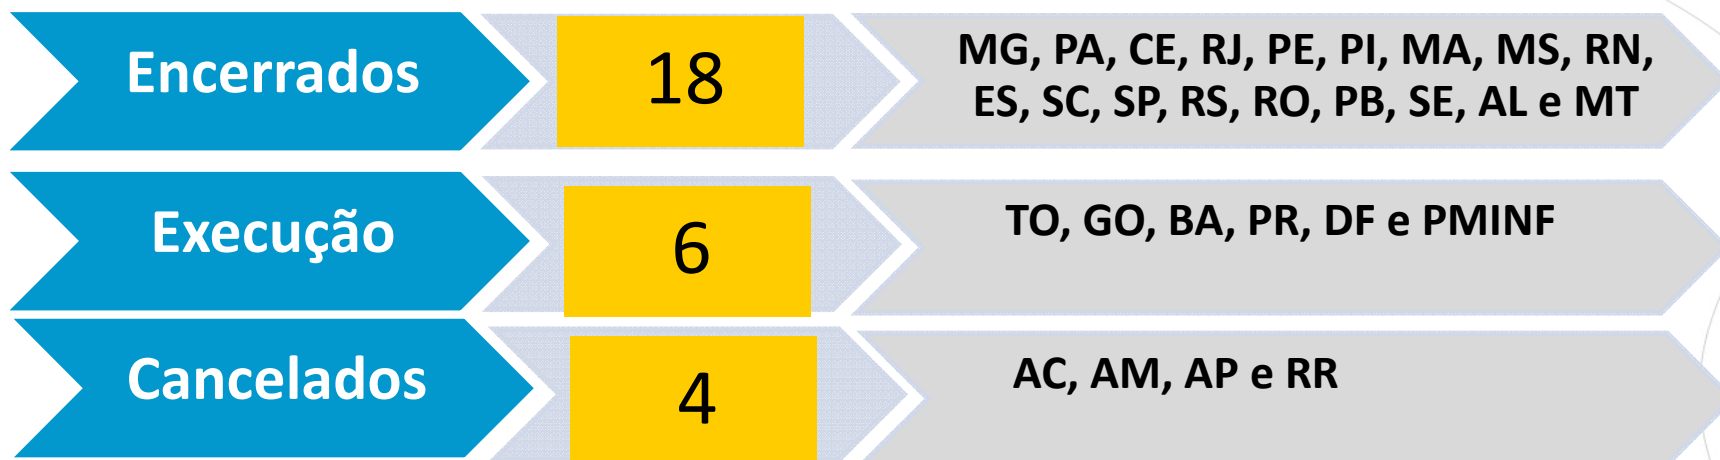 Encerrados
18
MG, PA, CE, RJ, PE, PI, MA, MS, RN,
ES, SC, SP, RS, RO, PB, SE, AL e MT
Execução
6
TO, GO, BA, PR, DF e PMINF
Cancelados
4
AC, AM, AP e RR